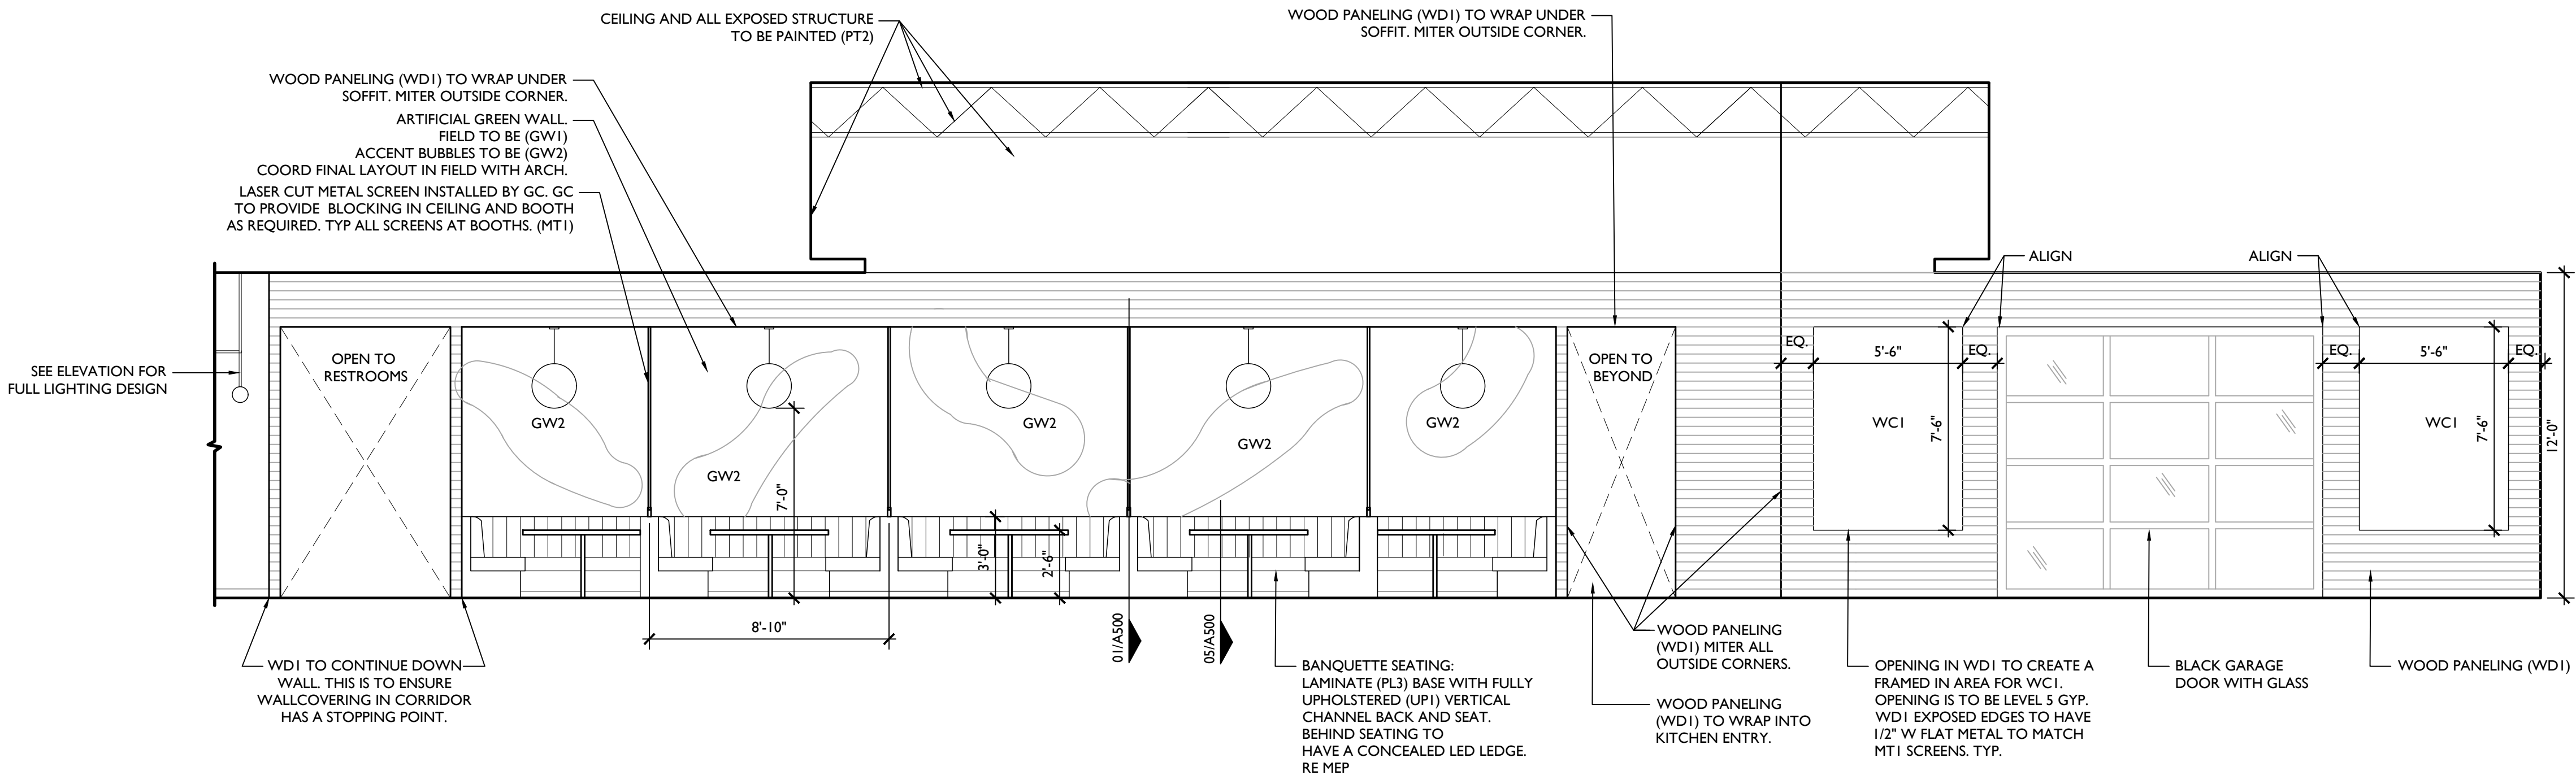 CEILING AND ALL EXPOSED STRUCTURE
TO BE PAINTED (PT2)
WOOD PANELING (WD1) TO WRAP UNDER
SOFFIT. MITER OUTSIDE CORNER.
WOOD PANELING (WD1) TO WRAP UNDER
SOFFIT. MITER OUTSIDE CORNER.
ARTIFICIAL GREEN WALL.
FIELD TO BE (GW1)
ACCENT BUBBLES TO BE (GW2)
COORD FINAL LAYOUT IN FIELD WITH ARCH.
LASER CUT METAL SCREEN INSTALLED BY GC. GC
TO PROVIDE BLOCKING IN CEILING AND BOOTH
AS REQUIRED. TYP ALL SCREENS AT BOOTHS. (MT1)
ALIGN
ALIGN
SEE ELEVATION FOR
FULL LIGHTING DESIGN
OPEN TO
RESTROOMS
OPEN TO
BEYOND
EQ.
5'-6"
EQ.
EQ.
5'-6"
EQ.
GW2
GW2
GW2
GW2
GW2
WC1
7'-6"
WC1
7'-6"
12'-0"
7'-0"
3'-0"
2'-6"
8'-10"
01/A500
05/A500
WD1 TO CONTINUE DOWN
WALL. THIS IS TO ENSURE
WALLCOVERING IN CORRIDOR
HAS A STOPPING POINT.
BANQUETTE SEATING:
LAMINATE (PL3) BASE WITH FULLY
UPHOLSTERED (UP1) VERTICAL
CHANNEL BACK AND SEAT.
BEHIND SEATING TO
HAVE A CONCEALED LED LEDGE.
RE MEP
WOOD PANELING
(WD1) MITER ALL
OUTSIDE CORNERS.
WOOD PANELING
(WD1) TO WRAP INTO
KITCHEN ENTRY.
OPENING IN WD1 TO CREATE A
FRAMED IN AREA FOR WC1.
OPENING IS TO BE LEVEL 5 GYP.
WD1 EXPOSED EDGES TO HAVE
1/2" W FLAT METAL TO MATCH
MT1 SCREENS. TYP.
BLACK GARAGE
DOOR WITH GLASS
WOOD PANELING (WD1)